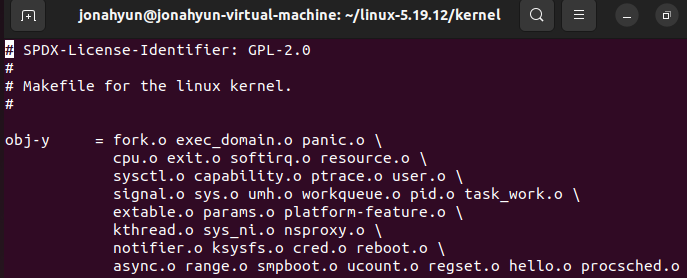 jonahyun@jonahyun-virtual-machine: ~/linux-5.19.12/kernel
# SPDX-License-Identifier: GPL-2.0
#
# Makefile for the linux kernel.
#
obj-y     = fork.o exec_domain.o panic.o \
            cpu.o exit.o softirq.o resource.o \
            sysctl.o capability.o ptrace.o user.o \
            signal.o sys.o umh.o workqueue.o pid.o task_work.o \
            extable.o params.o platform-feature.o \
            kthread.o sys_ni.o nsproxy.o \
            notifier.o ksysfs.o cred.o reboot.o \
            async.o range.o smpboot.o ucount.o regset.o hello.o procsched.o